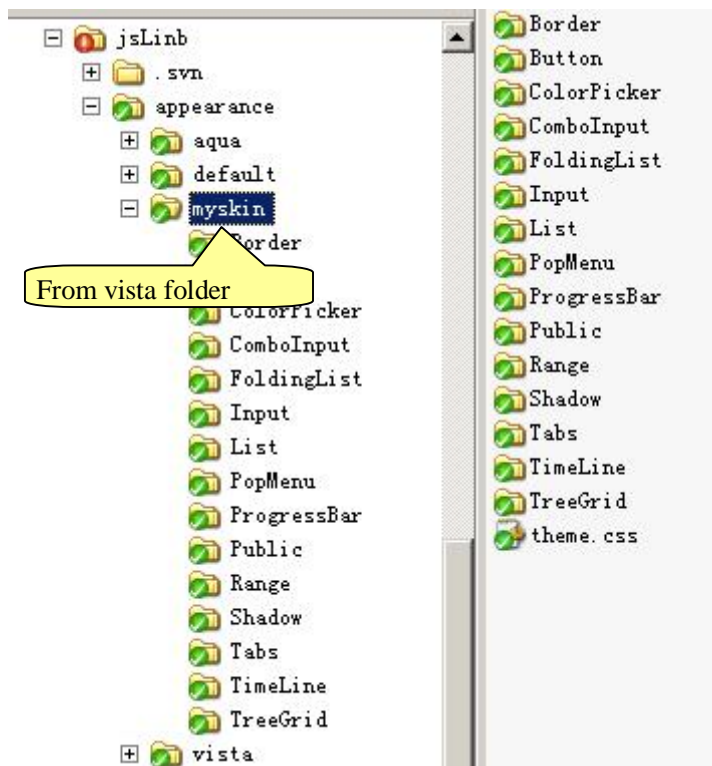 jsLinb
.svn
appearance
aqua
default
myskin
Border
From vista folder
ColorPicker
ComboInput
FoldingList
Input
List
PopMenu
ProgressBar
Public
Range
Shadow
Tabs
TimeLine
TreeGrid
vista
Border
Button
ColorPicker
ComboInput
FoldingList
Input
List
PopMenu
ProgressBar
Public
Range
Shadow
Tabs
TimeLine
TreeGrid
theme.css